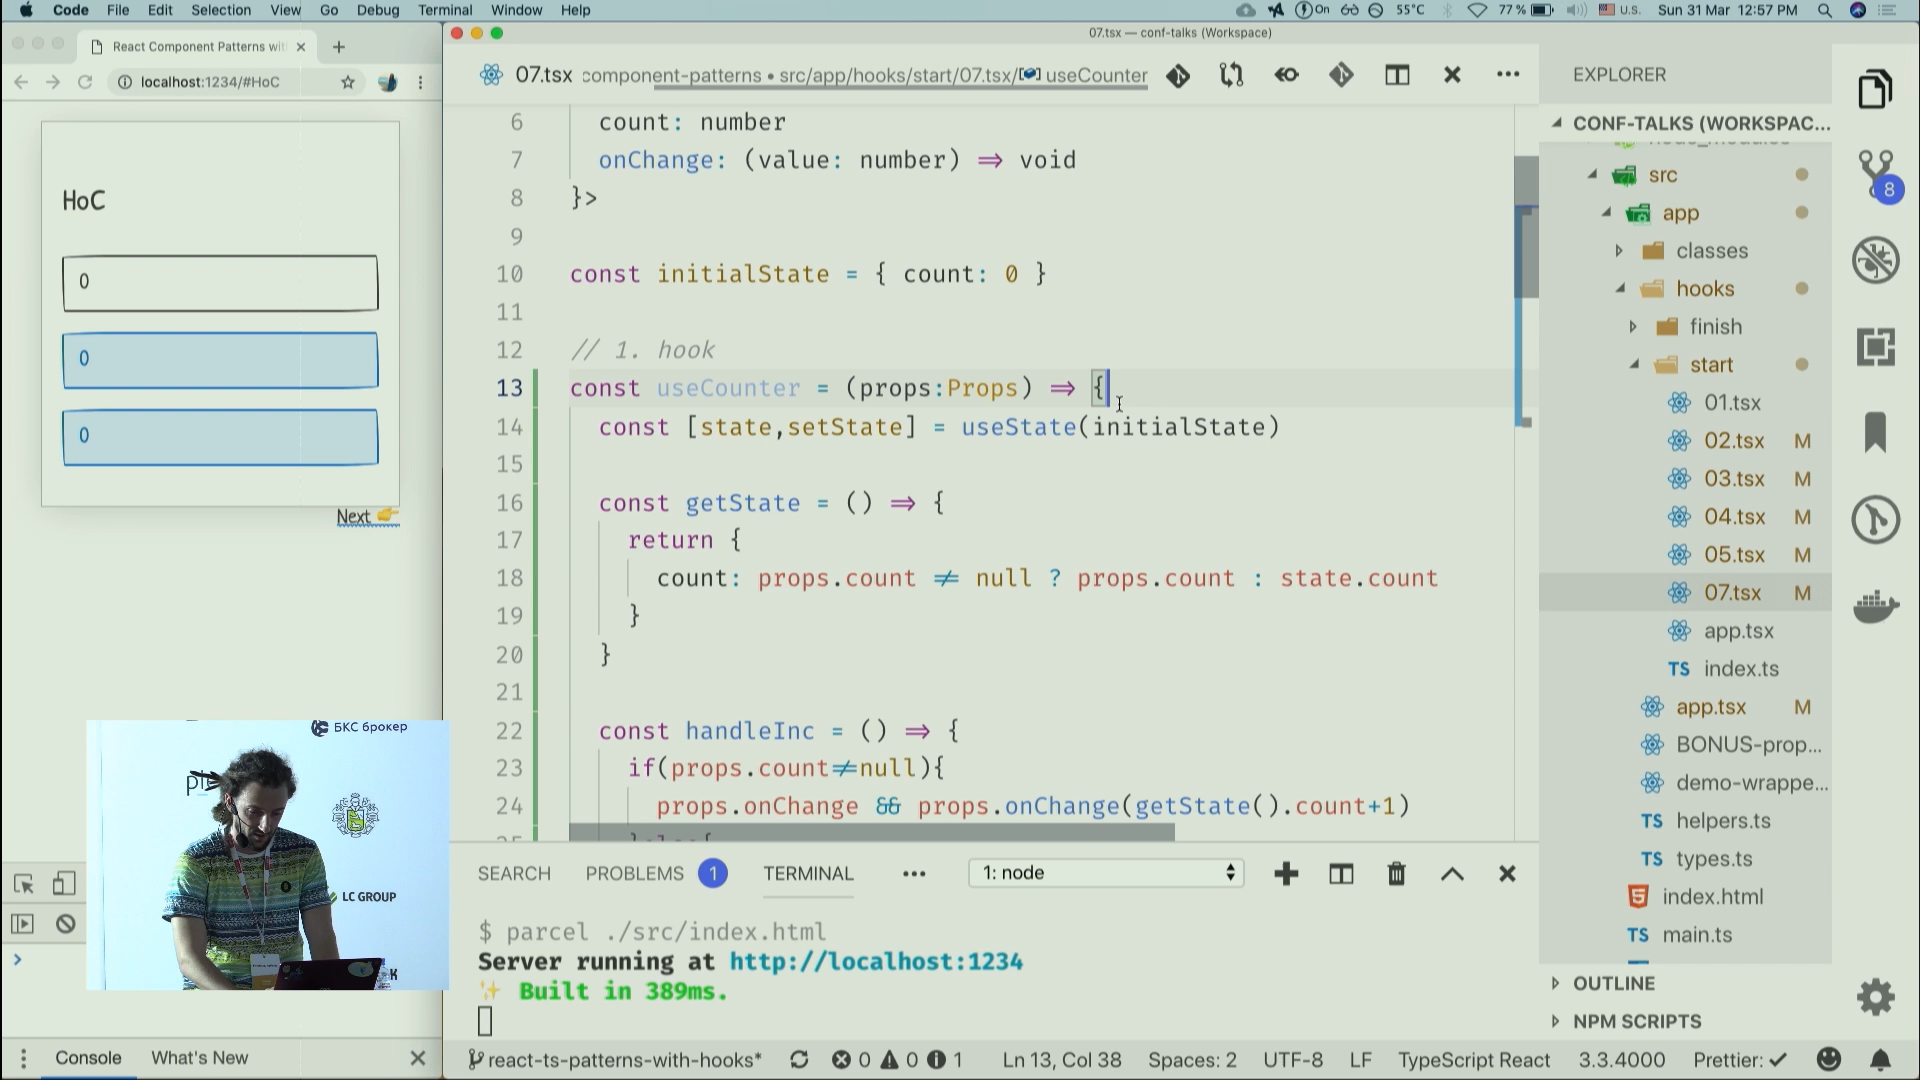 Code File Edit Selection View Go Debug Terminal Window Help
On 55°C 77 % U.S. Sun 31 Mar 12:57 PM
React Component Patterns wit
localhost:1234/#HoC
HoC
0
0
0
Next 👉
Console What's New
07.tsx — conf-talks (Workspace)
07.tsx component-patterns • src/app/hooks/start/07.tsx/ useCounter
6 count: number
7 onChange: (value: number) => void
8 }>
9
10 const initialState = { count: 0 }
11
12 // 1. hook
13 const useCounter = (props:Props) => {
14 const [state,setState] = useState(initialState)
15
16 const getState = () => {
17 return {
18 count: props.count ≠ null ? props.count : state.count
19 }
20 }
21
22 const handleInc = () => {
23 if(props.count≠null){
24 props.onChange && props.onChange(getState().count+1)
SEARCH PROBLEMS 1 TERMINAL ••• 1: node
$ parcel ./src/index.html
Server running at http://localhost:1234
✨ Built in 389ms.
react-ts-patterns-with-hooks* 0 0 1 Ln 13, Col 38 Spaces: 2 UTF-8 LF TypeScript React 3.3.4000 Prettier: ✓
EXPLORER
CONF-TALKS (WORKSPAC...
src
app
classes
hooks
finish
start
01.tsx
02.tsx M
03.tsx M
04.tsx M
05.tsx M
07.tsx M
app.tsx
TS index.ts
app.tsx M
BONUS-prop...
demo-wrappe...
TS helpers.ts
TS types.ts
index.html
TS main.ts
OUTLINE
NPM SCRIPTS
8
БКС брокер
LC GROUP